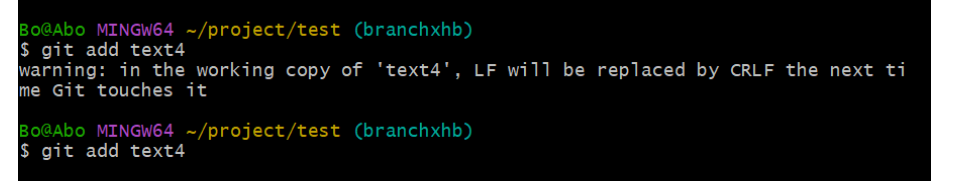 Bo@Abo MINGW64 ~/project/test (branchxhb)
$ git add text4
warning: in the working copy of 'text4', LF will be replaced by CRLF the next ti
me Git touches it
Bo@Abo MINGW64 ~/project/test (branchxhb)
$ git add text4